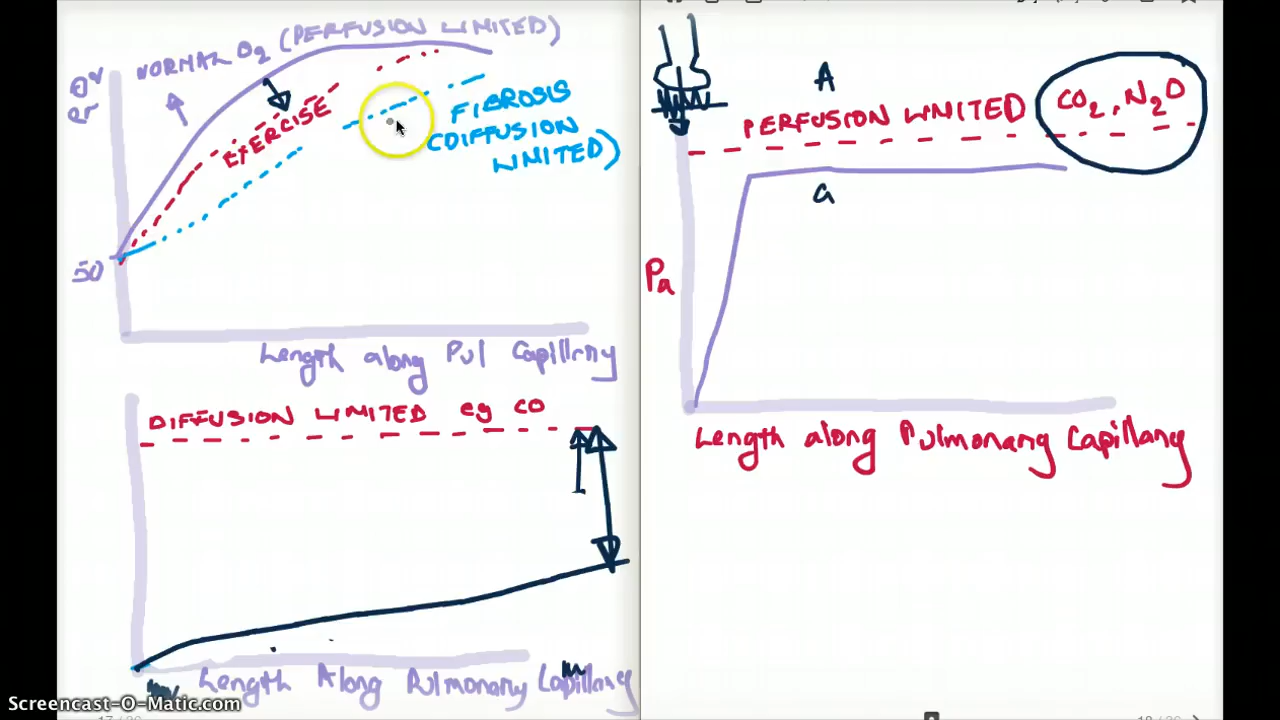 NORMAL O2 (PERFUSION LIMITED)
EXERCISE
FIBROSIS
(DIFFUSION
LIMITED)
50
Length along Pul Capillary
DIFFUSION LIMITED eg CO
Length Along Pulmonary Capillary
A
PERFUSION LIMITED
CO2, N2O
a
Pa
Length along Pulmonary Capillary
Screencast-O-Matic.com